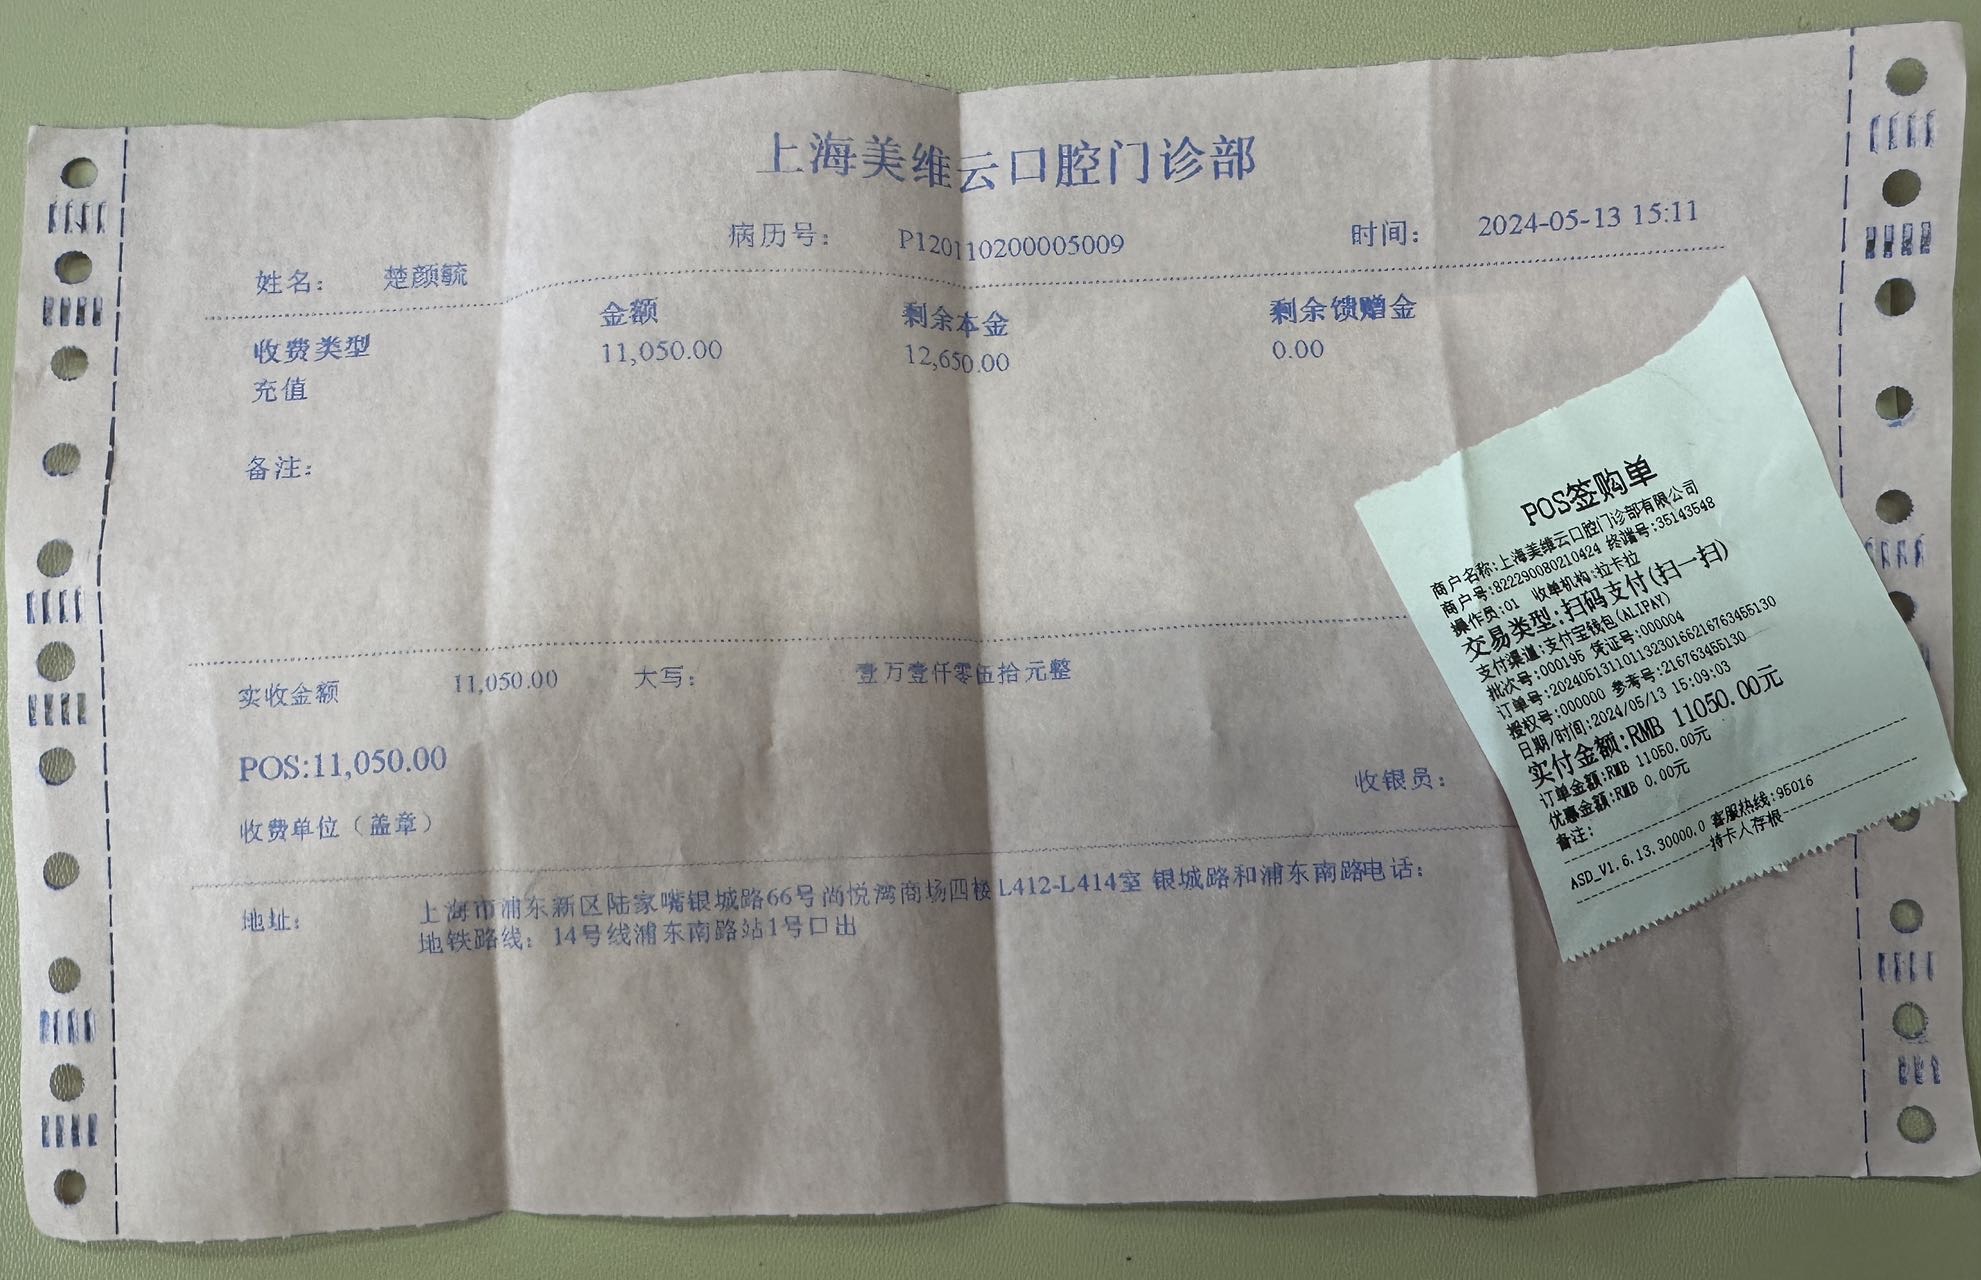 上海美维云口腔门诊部
姓名： 楚颜毓 病历号： P120110200005009 时间： 2024-05-13 15:11
收费类型 金额 剩余本金 剩余馈赠金
充值 11,050.00 12,650.00 0.00
备注：
实收金额 11,050.00 大写： 壹万壹仟零伍拾元整
POS:11,050.00
收费单位（盖章） 收银员：
地址： 上海市浦东新区陆家嘴银城路66号尚悦湾商场四楼L412-L414室 银城路和浦东南路电话：
地铁路线： 14号线浦东南路站1号口出
POS签购单
商户名称:上海美维云口腔门诊部有限公司
商户号:822290080210424 终端号:35143548
操作员:01 收单机构:拉卡拉
交易类型:扫码支付(扫一扫)
支付渠道:支付宝钱包(ALIPAY)
批次号:000195 凭证号:000004
订单号:20240513110113230166216763455130
授权号:000000 参考号:216763455130
日期/时间:2024/05/13 15:09:03
实付金额:RMB 11050.00元
订单金额:RMB 11050.00元
优惠金额:RMB 0.00元
备注:
ASD_V1.6.13.30000.0 客服热线:95016
持卡人存根